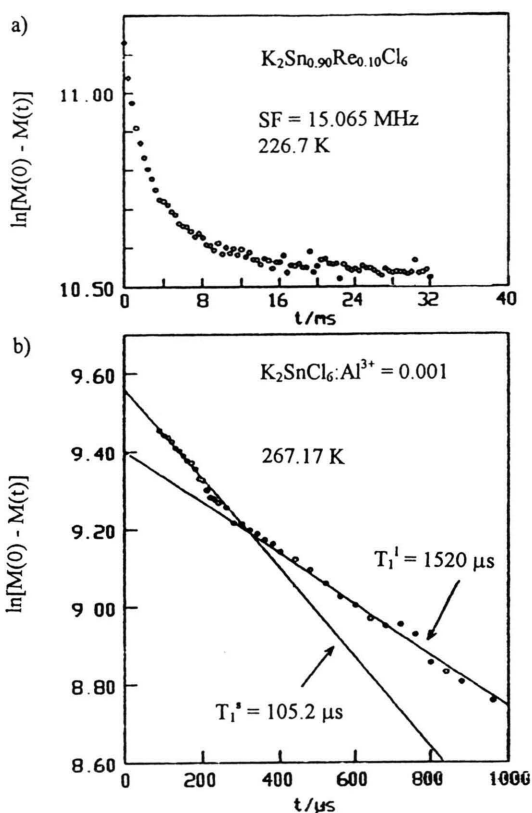 a)
K₂Sn₀.₉₀Re₀.₁₀Cl₆
11.00
SF = 15.065 MHz
226.7 K
ln[M(0) - M(t)]
10.50
0 8 16 24 32 40
t/ms
b)
9.60
K₂SnCl₆:Al³⁺ = 0.001
9.40
267.17 K
ln[M(0) - M(t)]
9.20
T₁ˡ = 1520 µs
9.00
8.80
T₁ˢ = 105.2 µs
8.60
0 200 400 600 800 1000
t/µs